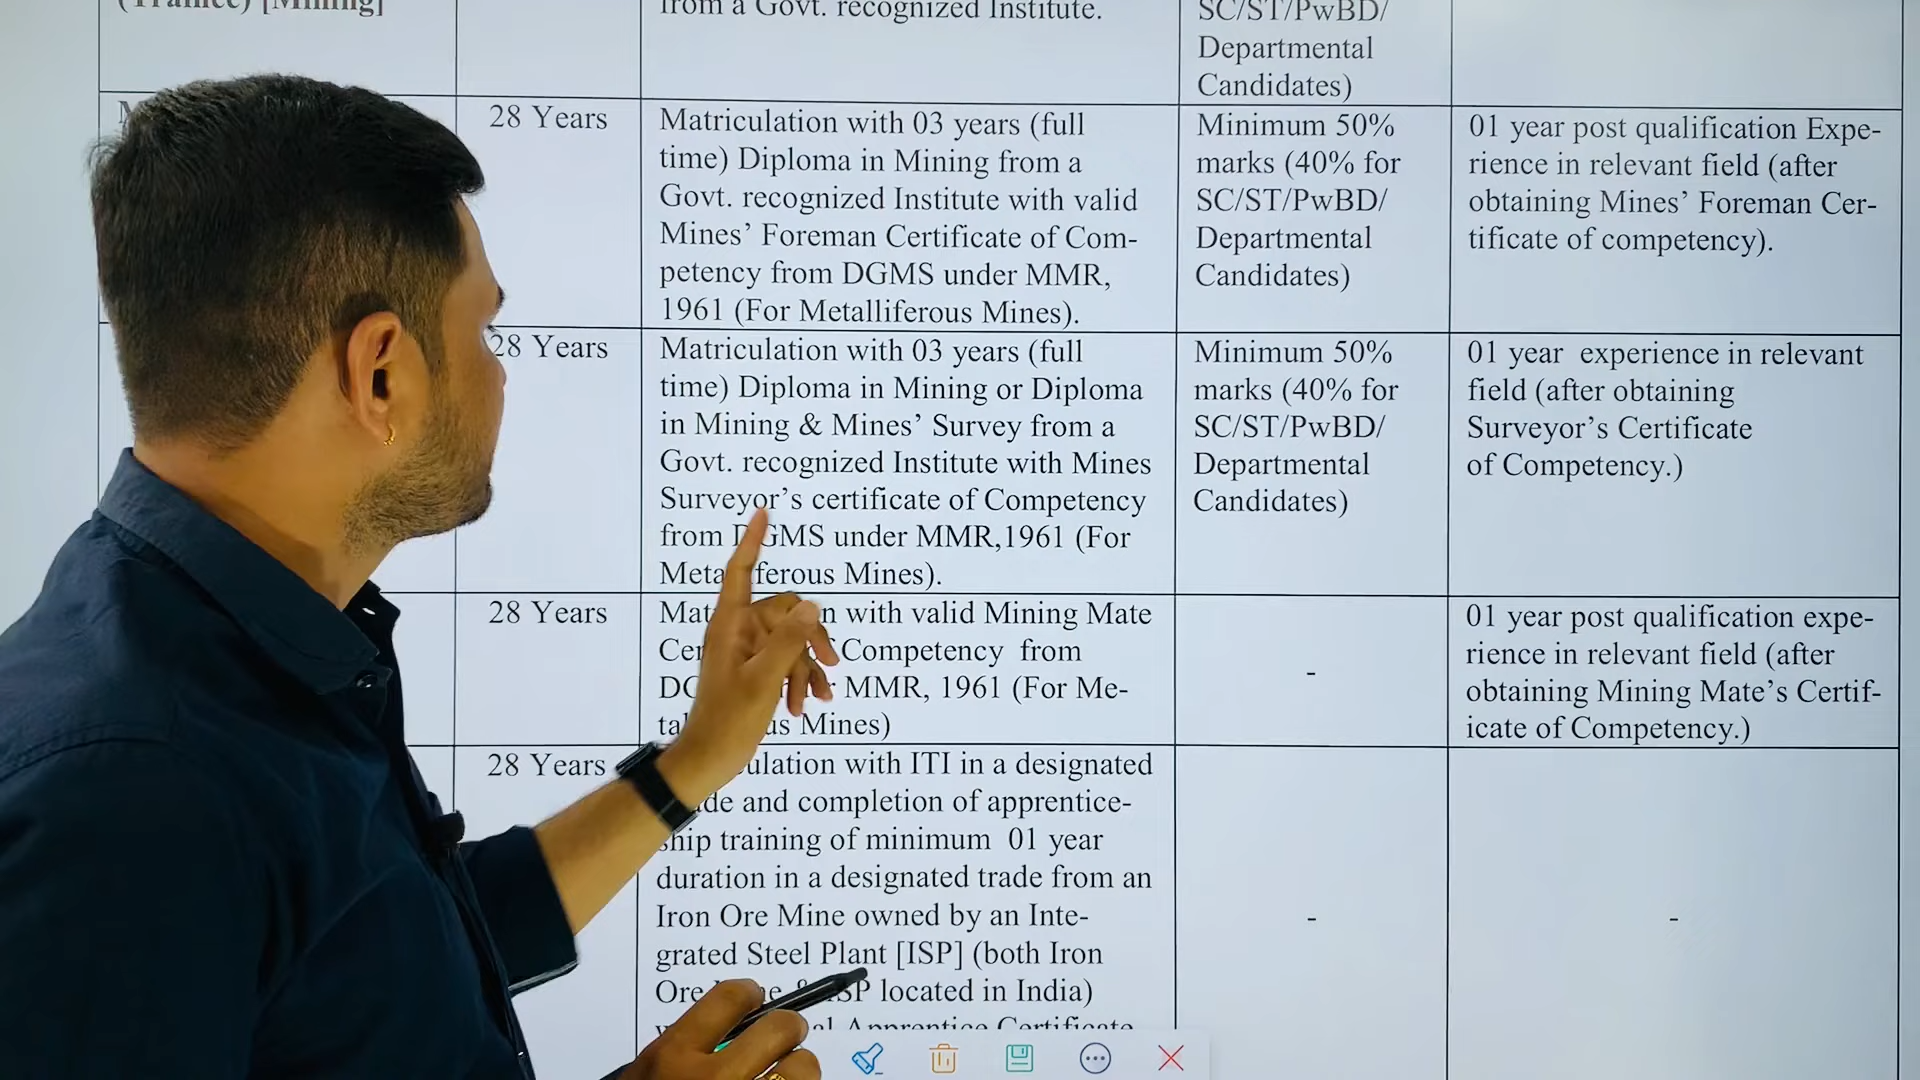 (Trainee) [Mining]
from a Govt. recognized Institute.
SC/ST/PwBD/
Departmental
Candidates)
28 Years
Matriculation with 03 years (full
time) Diploma in Mining from a
Govt. recognized Institute with valid
Mines’ Foreman Certificate of Com-
petency from DGMS under MMR,
1961 (For Metalliferous Mines).
Minimum 50%
marks (40% for
SC/ST/PwBD/
Departmental
Candidates)
01 year post qualification Expe-
rience in relevant field (after
obtaining Mines’ Foreman Cer-
tificate of competency).
28 Years
Matriculation with 03 years (full
time) Diploma in Mining or Diploma
in Mining & Mines’ Survey from a
Govt. recognized Institute with Mines
Surveyor’s certificate of Competency
from DGMS under MMR,1961 (For
Metalliferous Mines).
Minimum 50%
marks (40% for
SC/ST/PwBD/
Departmental
Candidates)
01 year experience in relevant
field (after obtaining
Surveyor’s Certificate
of Competency.)
28 Years
with valid Mining Mate
Competency from
MMR, 1961 (For Me-
Mines)
-
01 year post qualification expe-
rience in relevant field (after
obtaining Mining Mate’s Certif-
icate of Competency.)
28 Years
with ITI in a designated
and completion of apprentice-
ship training of minimum 01 year
duration in a designated trade from an
Iron Ore Mine owned by an Inte-
grated Steel Plant [ISP] (both Iron
Ore Mine & ISP located in India)
Apprentice Certificate
-
-